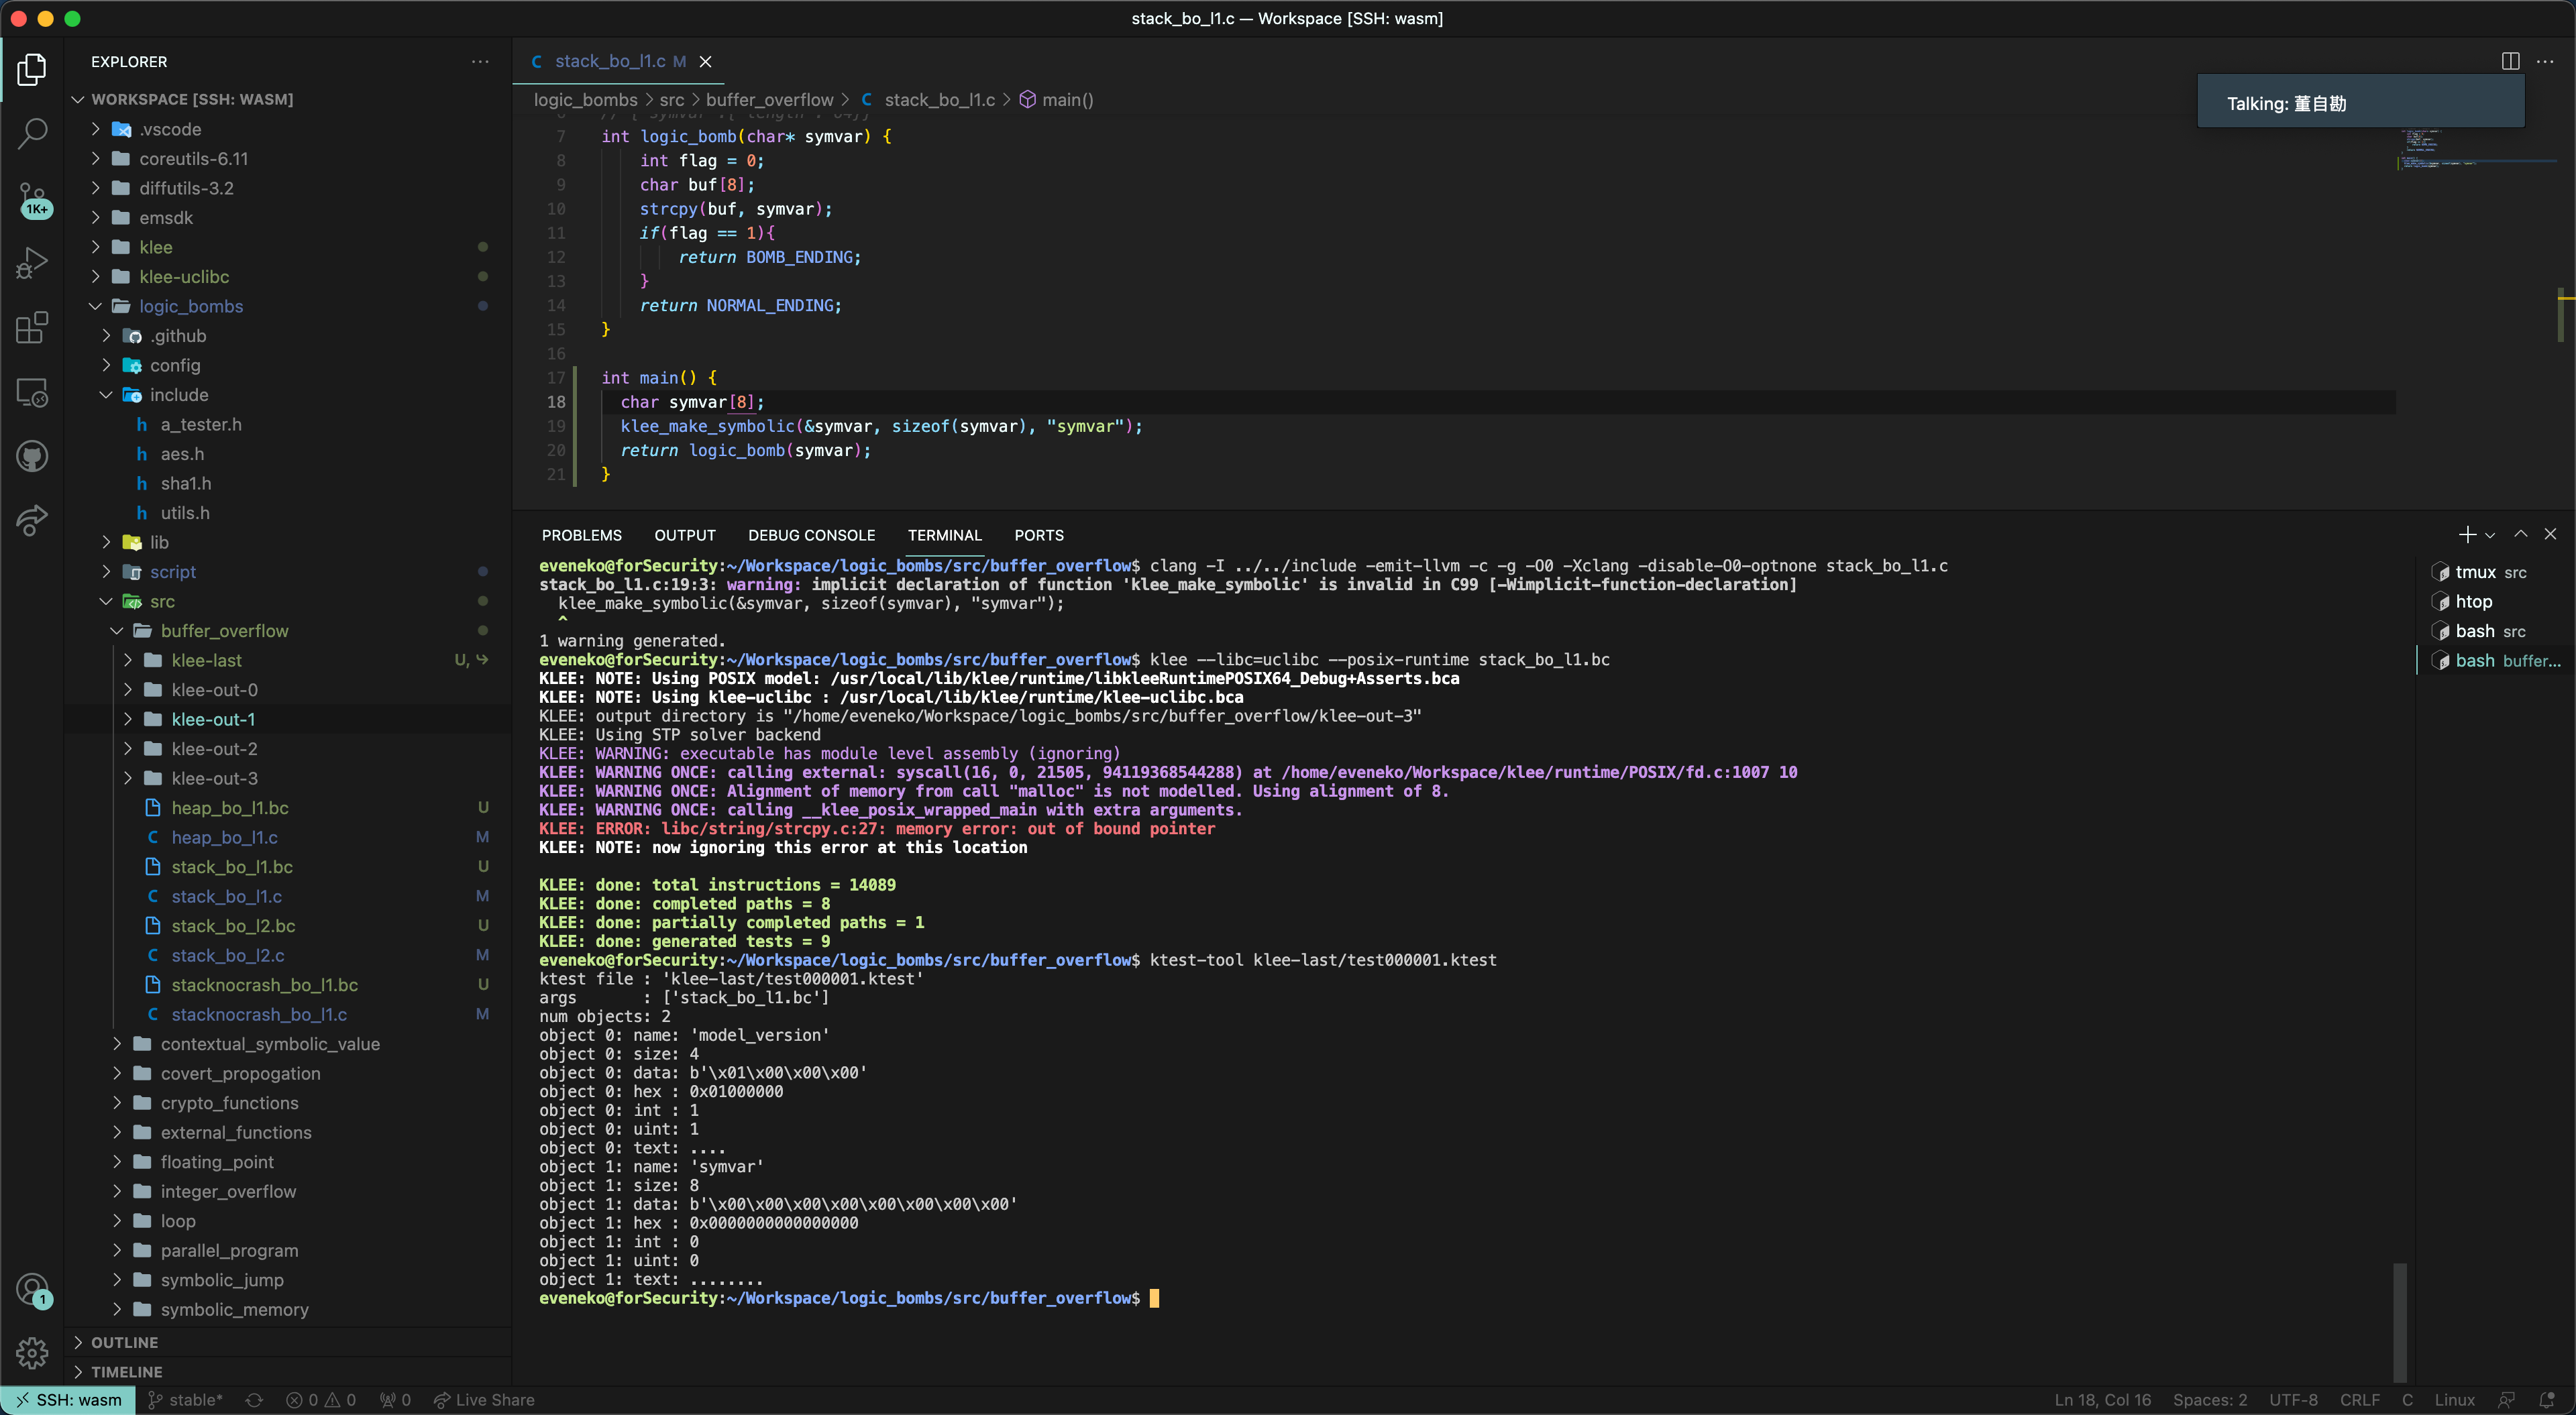 stack_bo_l1.c — Workspace [SSH: wasm]
EXPLORER
WORKSPACE [SSH: WASM]
.vscode
coreutils-6.11
diffutils-3.2
emsdk
klee
klee-uclibc
logic_bombs
.github
config
include
h a_tester.h
h aes.h
h sha1.h
h utils.h
lib
script
src
buffer_overflow
klee-last U,
klee-out-0
klee-out-1
klee-out-2
klee-out-3
heap_bo_l1.bc U
C heap_bo_l1.c M
stack_bo_l1.bc U
C stack_bo_l1.c M
stack_bo_l2.bc U
C stack_bo_l2.c M
stacknocrash_bo_l1.bc U
C stacknocrash_bo_l1.c M
contextual_symbolic_value
covert_propogation
crypto_functions
external_functions
floating_point
integer_overflow
loop
parallel_program
symbolic_jump
symbolic_memory
OUTLINE
TIMELINE
1K+
1
C stack_bo_l1.c M
logic_bombs > src > buffer_overflow > C stack_bo_l1.c > main()
Talking: 董自勘
7 int logic_bomb(char* symvar) {
8 int flag = 0;
9 char buf[8];
10 strcpy(buf, symvar);
11 if(flag == 1){
12 return BOMB_ENDING;
13 }
14 return NORMAL_ENDING;
15 }
16
17 int main() {
18 char symvar[8];
19 klee_make_symbolic(&symvar, sizeof(symvar), "symvar");
20 return logic_bomb(symvar);
21 }
PROBLEMS OUTPUT DEBUG CONSOLE TERMINAL PORTS
eveneko@forSecurity:~/Workspace/logic_bombs/src/buffer_overflow$ clang -I ../../include -emit-llvm -c -g -O0 -Xclang -disable-O0-optnone stack_bo_l1.c
stack_bo_l1.c:19:3: warning: implicit declaration of function 'klee_make_symbolic' is invalid in C99 [-Wimplicit-function-declaration]
klee_make_symbolic(&symvar, sizeof(symvar), "symvar");
^
1 warning generated.
eveneko@forSecurity:~/Workspace/logic_bombs/src/buffer_overflow$ klee --libc=uclibc --posix-runtime stack_bo_l1.bc
KLEE: NOTE: Using POSIX model: /usr/local/lib/klee/runtime/libkleeRuntimePOSIX64_Debug+Asserts.bca
KLEE: NOTE: Using klee-uclibc : /usr/local/lib/klee/runtime/klee-uclibc.bca
KLEE: output directory is "/home/eveneko/Workspace/logic_bombs/src/buffer_overflow/klee-out-3"
KLEE: Using STP solver backend
KLEE: WARNING: executable has module level assembly (ignoring)
KLEE: WARNING ONCE: calling external: syscall(16, 0, 21505, 94119368544288) at /home/eveneko/Workspace/klee/runtime/POSIX/fd.c:1007 10
KLEE: WARNING ONCE: Alignment of memory from call "malloc" is not modelled. Using alignment of 8.
KLEE: WARNING ONCE: calling __klee_posix_wrapped_main with extra arguments.
KLEE: ERROR: libc/string/strcpy.c:27: memory error: out of bound pointer
KLEE: NOTE: now ignoring this error at this location
KLEE: done: total instructions = 14089
KLEE: done: completed paths = 8
KLEE: done: partially completed paths = 1
KLEE: done: generated tests = 9
eveneko@forSecurity:~/Workspace/logic_bombs/src/buffer_overflow$ ktest-tool klee-last/test000001.ktest
ktest file : 'klee-last/test000001.ktest'
args : ['stack_bo_l1.bc']
num objects: 2
object 0: name: 'model_version'
object 0: size: 4
object 0: data: b'\x01\x00\x00\x00'
object 0: hex : 0x01000000
object 0: int : 1
object 0: uint: 1
object 0: text: ....
object 1: name: 'symvar'
object 1: size: 8
object 1: data: b'\x00\x00\x00\x00\x00\x00\x00\x00'
object 1: hex : 0x0000000000000000
object 1: int : 0
object 1: uint: 0
object 1: text: ........
eveneko@forSecurity:~/Workspace/logic_bombs/src/buffer_overflow$
tmux src
htop
bash src
bash buffer...
SSH: wasm stable* 0 0 0 Live Share
Ln 18, Col 16 Spaces: 2 UTF-8 CRLF C Linux